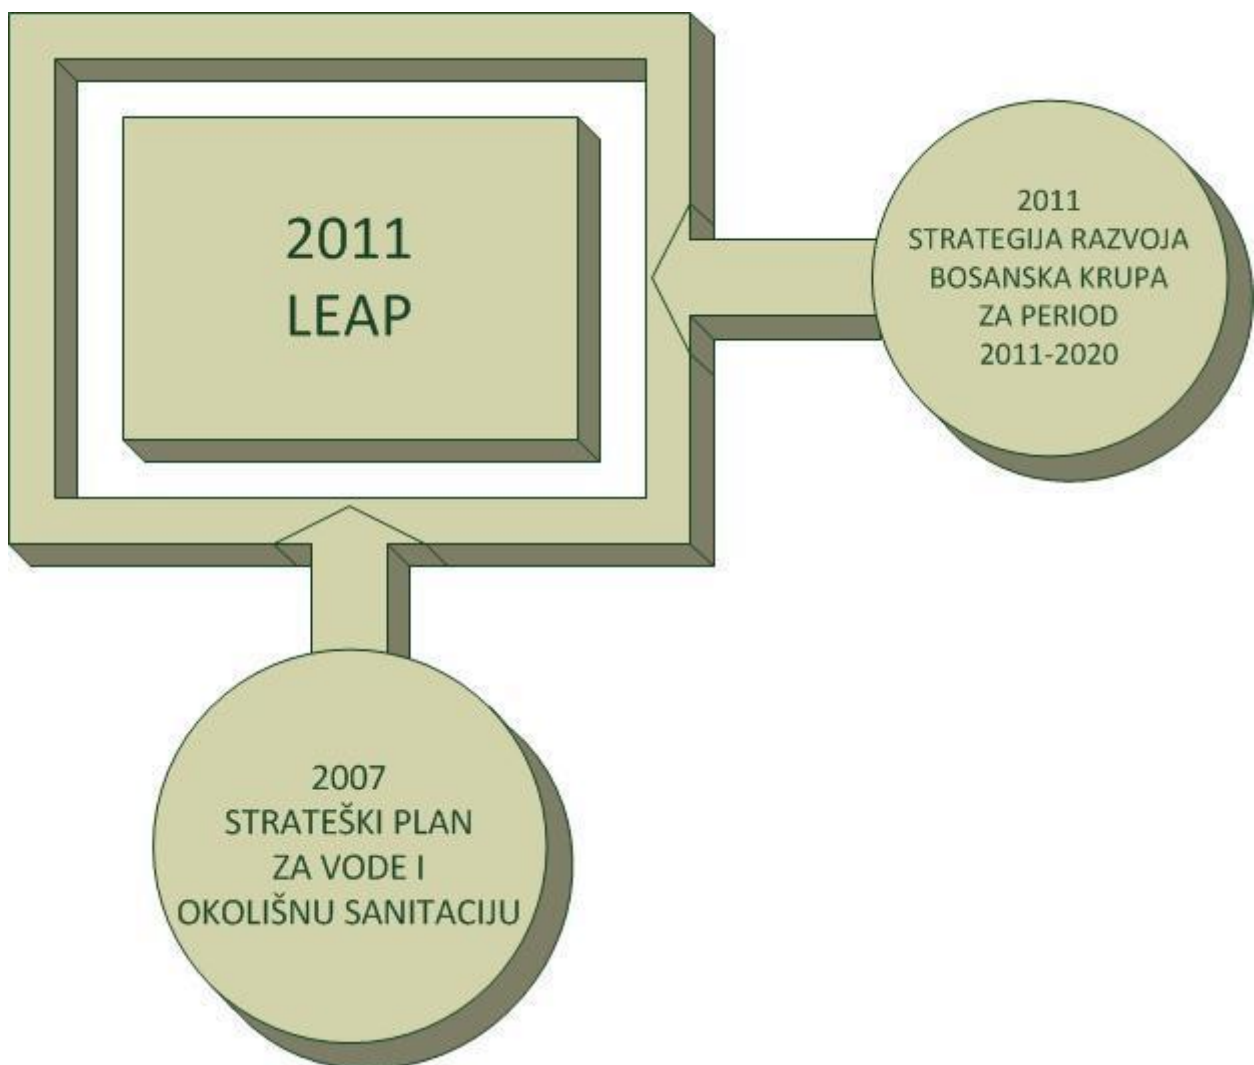 2011
LEAP
2011
STRATEGIJA RAZVOJA
BOSANSKA KRUPA
ZA PERIOD
2011-2020
2007
STRATEŠKI PLAN
ZA VODE I
OKOLIŠNU SANITACIJU